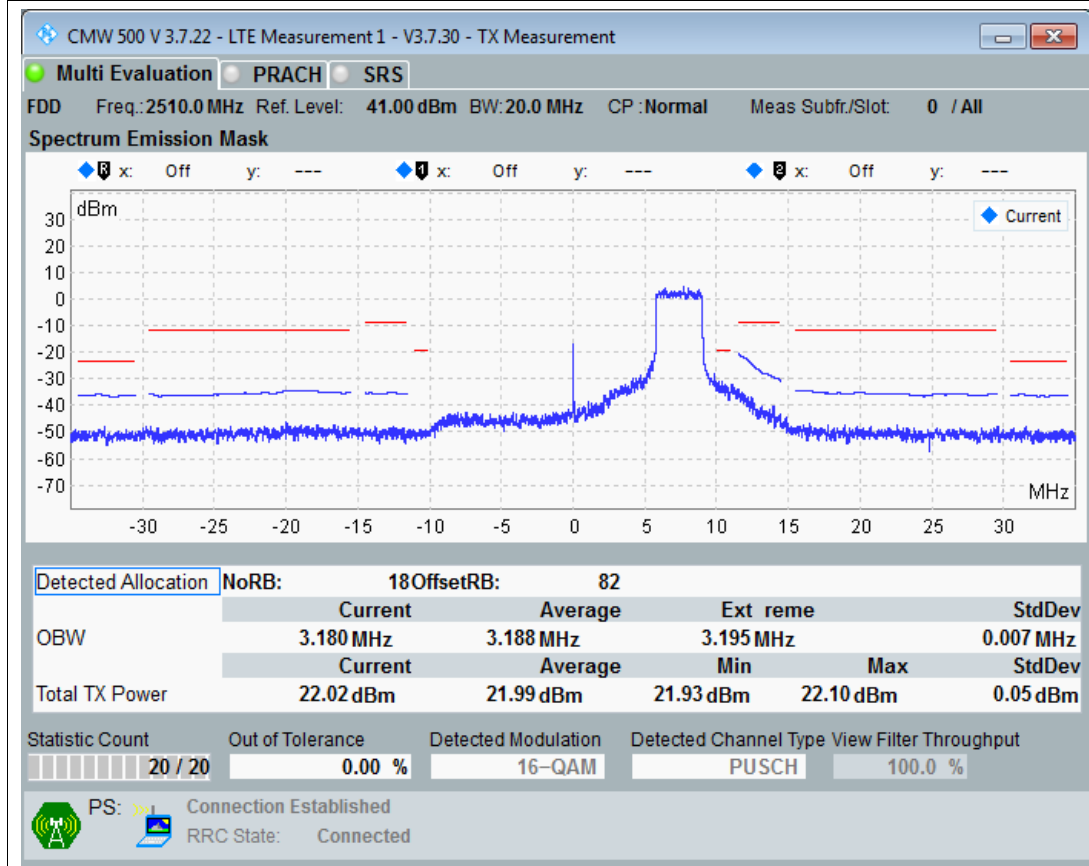 CMW 500 V 3.7.22 - LTE Measurement 1 - V3.7.30 - TX Measurement
Multi Evaluation PRACH SRS
FDD Freq.: 2510.0 MHz Ref. Level: 41.00 dBm BW: 20.0 MHz CP : Normal Meas Subfr./Slot: 0 / All
Spectrum Emission Mask
R x: Off y: --- 1 x: Off y: --- 2 x: Off y: ---
dBm
Current
30
20
10
0
-10
-20
-30
-40
-50
-60
-70
MHz
-30 -25 -20 -15 -10 -5 0 5 10 15 20 25 30
Detected Allocation NoRB: 18 OffsetRB: 82
Current Average Ext reme StdDev
OBW 3.180 MHz 3.188 MHz 3.195 MHz 0.007 MHz
Current Average Min Max StdDev
Total TX Power 22.02 dBm 21.99 dBm 21.93 dBm 22.10 dBm 0.05 dBm
Statistic Count Out of Tolerance Detected Modulation Detected Channel Type View Filter Throughput
20 / 20 0.00 % 16-QAM PUSCH 100.0 %
PS: Connection Established
RRC State: Connected